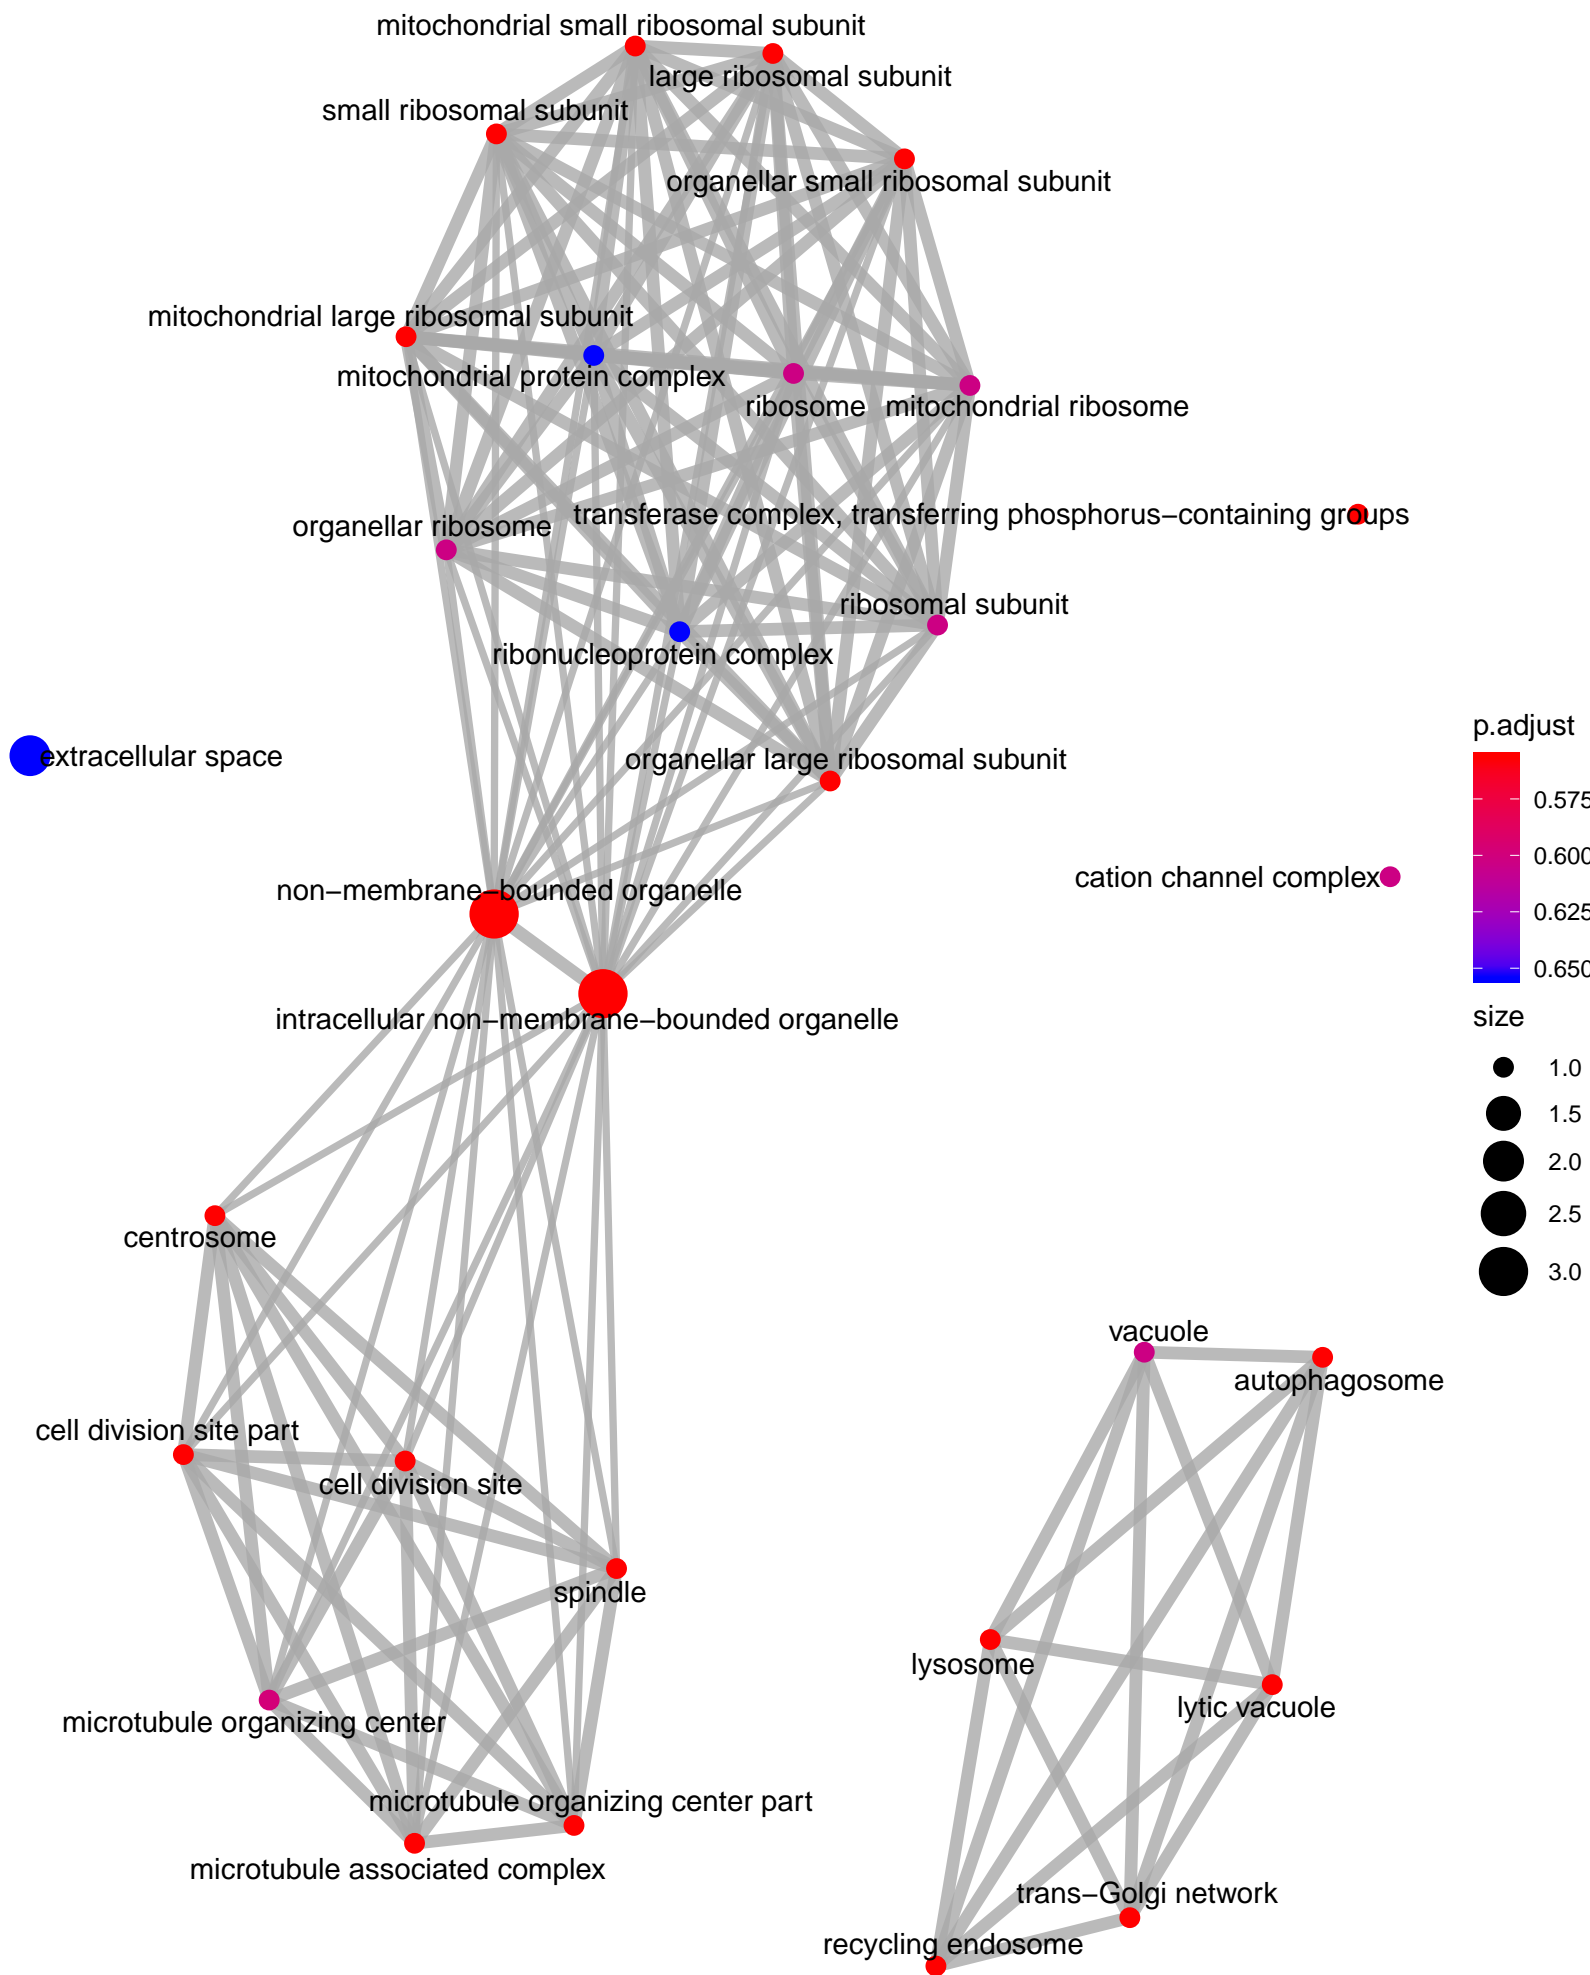 mitochondrial small ribosomal subunit
large ribosomal subunit
small ribosomal subunit
organellar small ribosomal subunit
mitochondrial large ribosomal subunit
mitochondrial protein complex
ribosome
mitochondrial ribosome
organellar ribosome
transferase complex, transferring phosphorus−containing groups
ribosomal subunit
ribonucleoprotein complex
extracellular space
organellar large ribosomal subunit
non−membrane−bounded organelle
cation channel complex
intracellular non−membrane−bounded organelle
centrosome
cell division site part
cell division site
spindle
microtubule organizing center
microtubule organizing center part
microtubule associated complex
vacuole
autophagosome
lysosome
lytic vacuole
trans−Golgi network
recycling endosome
p.adjust
0.575
0.600
0.625
0.650
size
1.0
1.5
2.0
2.5
3.0